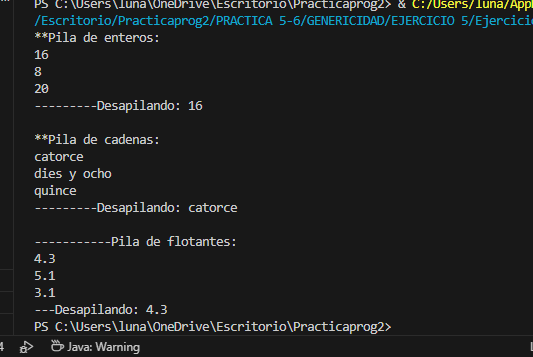 PS C:\Users\luna\OneDrive\Escritorio\Practicaprog2> & C:/Users/luna/App
/Escritorio/Practicaprog2/PRACTICA 5-6/GENERICIDAD/EJERCICIO 5/Ejercicio
**Pila de enteros:
16
8
20
---------Desapilando: 16
**Pila de cadenas:
catorce
dies y ocho
quince
---------Desapilando: catorce
-----------Pila de flotantes:
4.3
5.1
3.1
---Desapilando: 4.3
PS C:\Users\luna\OneDrive\Escritorio\Practicaprog2>
Java: Warning